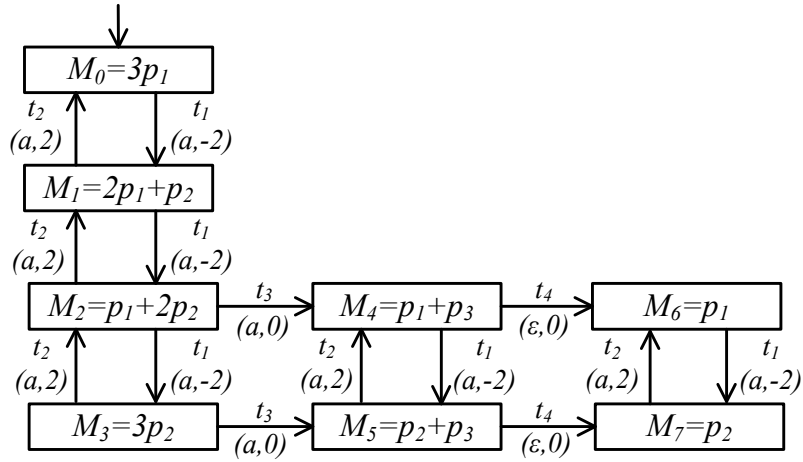 M₀=3p₁
t₂ t₁
(a,2) (a,-2)
M₁=2p₁+p₂
t₂ t₁
(a,2) (a,-2)
M₂=p₁+2p₂ t₃ (a,0) M₄=p₁+p₃ t₄ (ε,0) M₆=p₁
t₂ t₁ t₂ t₁ t₂ t₁
(a,2) (a,-2) (a,2) (a,-2) (a,2) (a,-2)
M₃=3p₂ t₃ (a,0) M₅=p₂+p₃ t₄ (ε,0) M₇=p₂